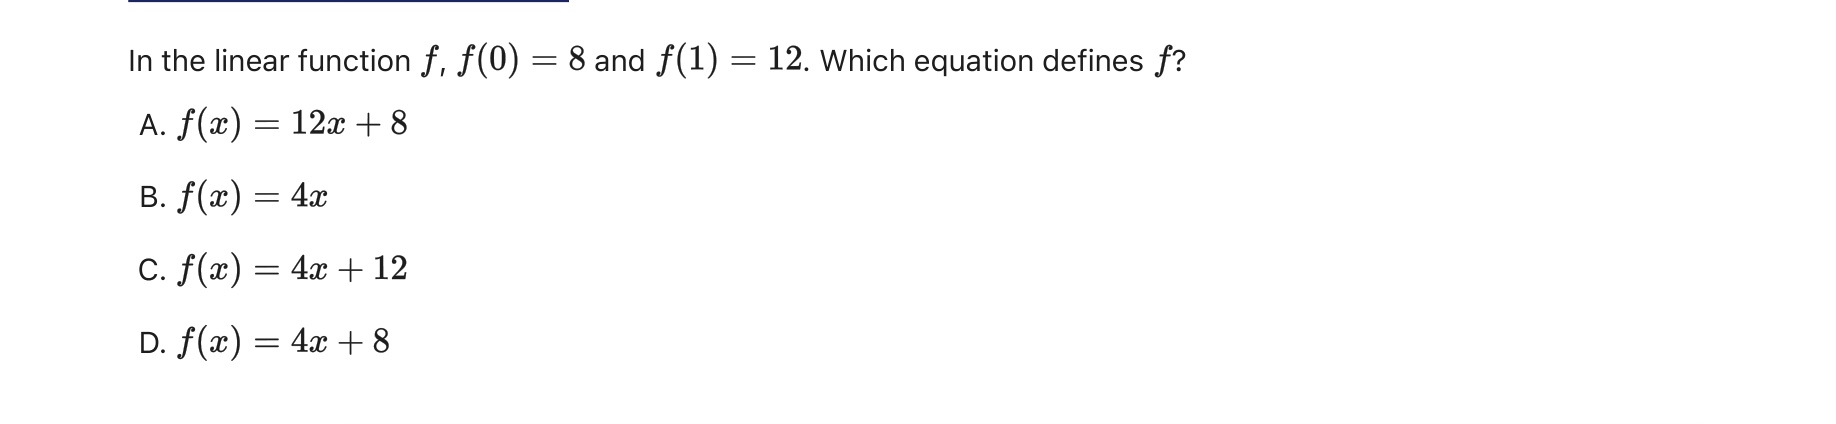 In the linear function f, f(0) = 8 and f(1) = 12. Which equation defines f?
A. f(x) = 12x + 8
B. f(x) = 4x
C. f(x) = 4x + 12
D. f(x) = 4x + 8